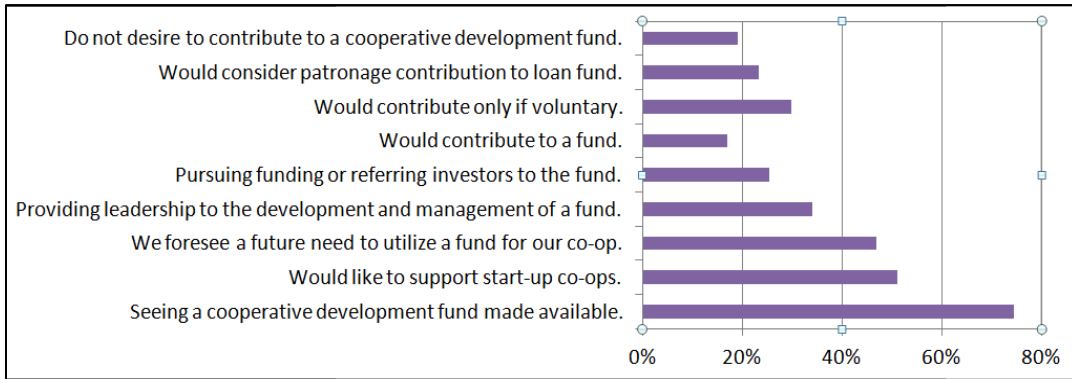 Do not desire to contribute to a cooperative development fund.
Would consider patronage contribution to loan fund.
Would contribute only if voluntary.
Would contribute to a fund.
Pursuing funding or referring investors to the fund.
Providing leadership to the development and management of a fund.
We foresee a future need to utilize a fund for our co-op.
Would like to support start-up co-ops.
Seeing a cooperative development fund made available.
0% 20% 40% 60% 80%